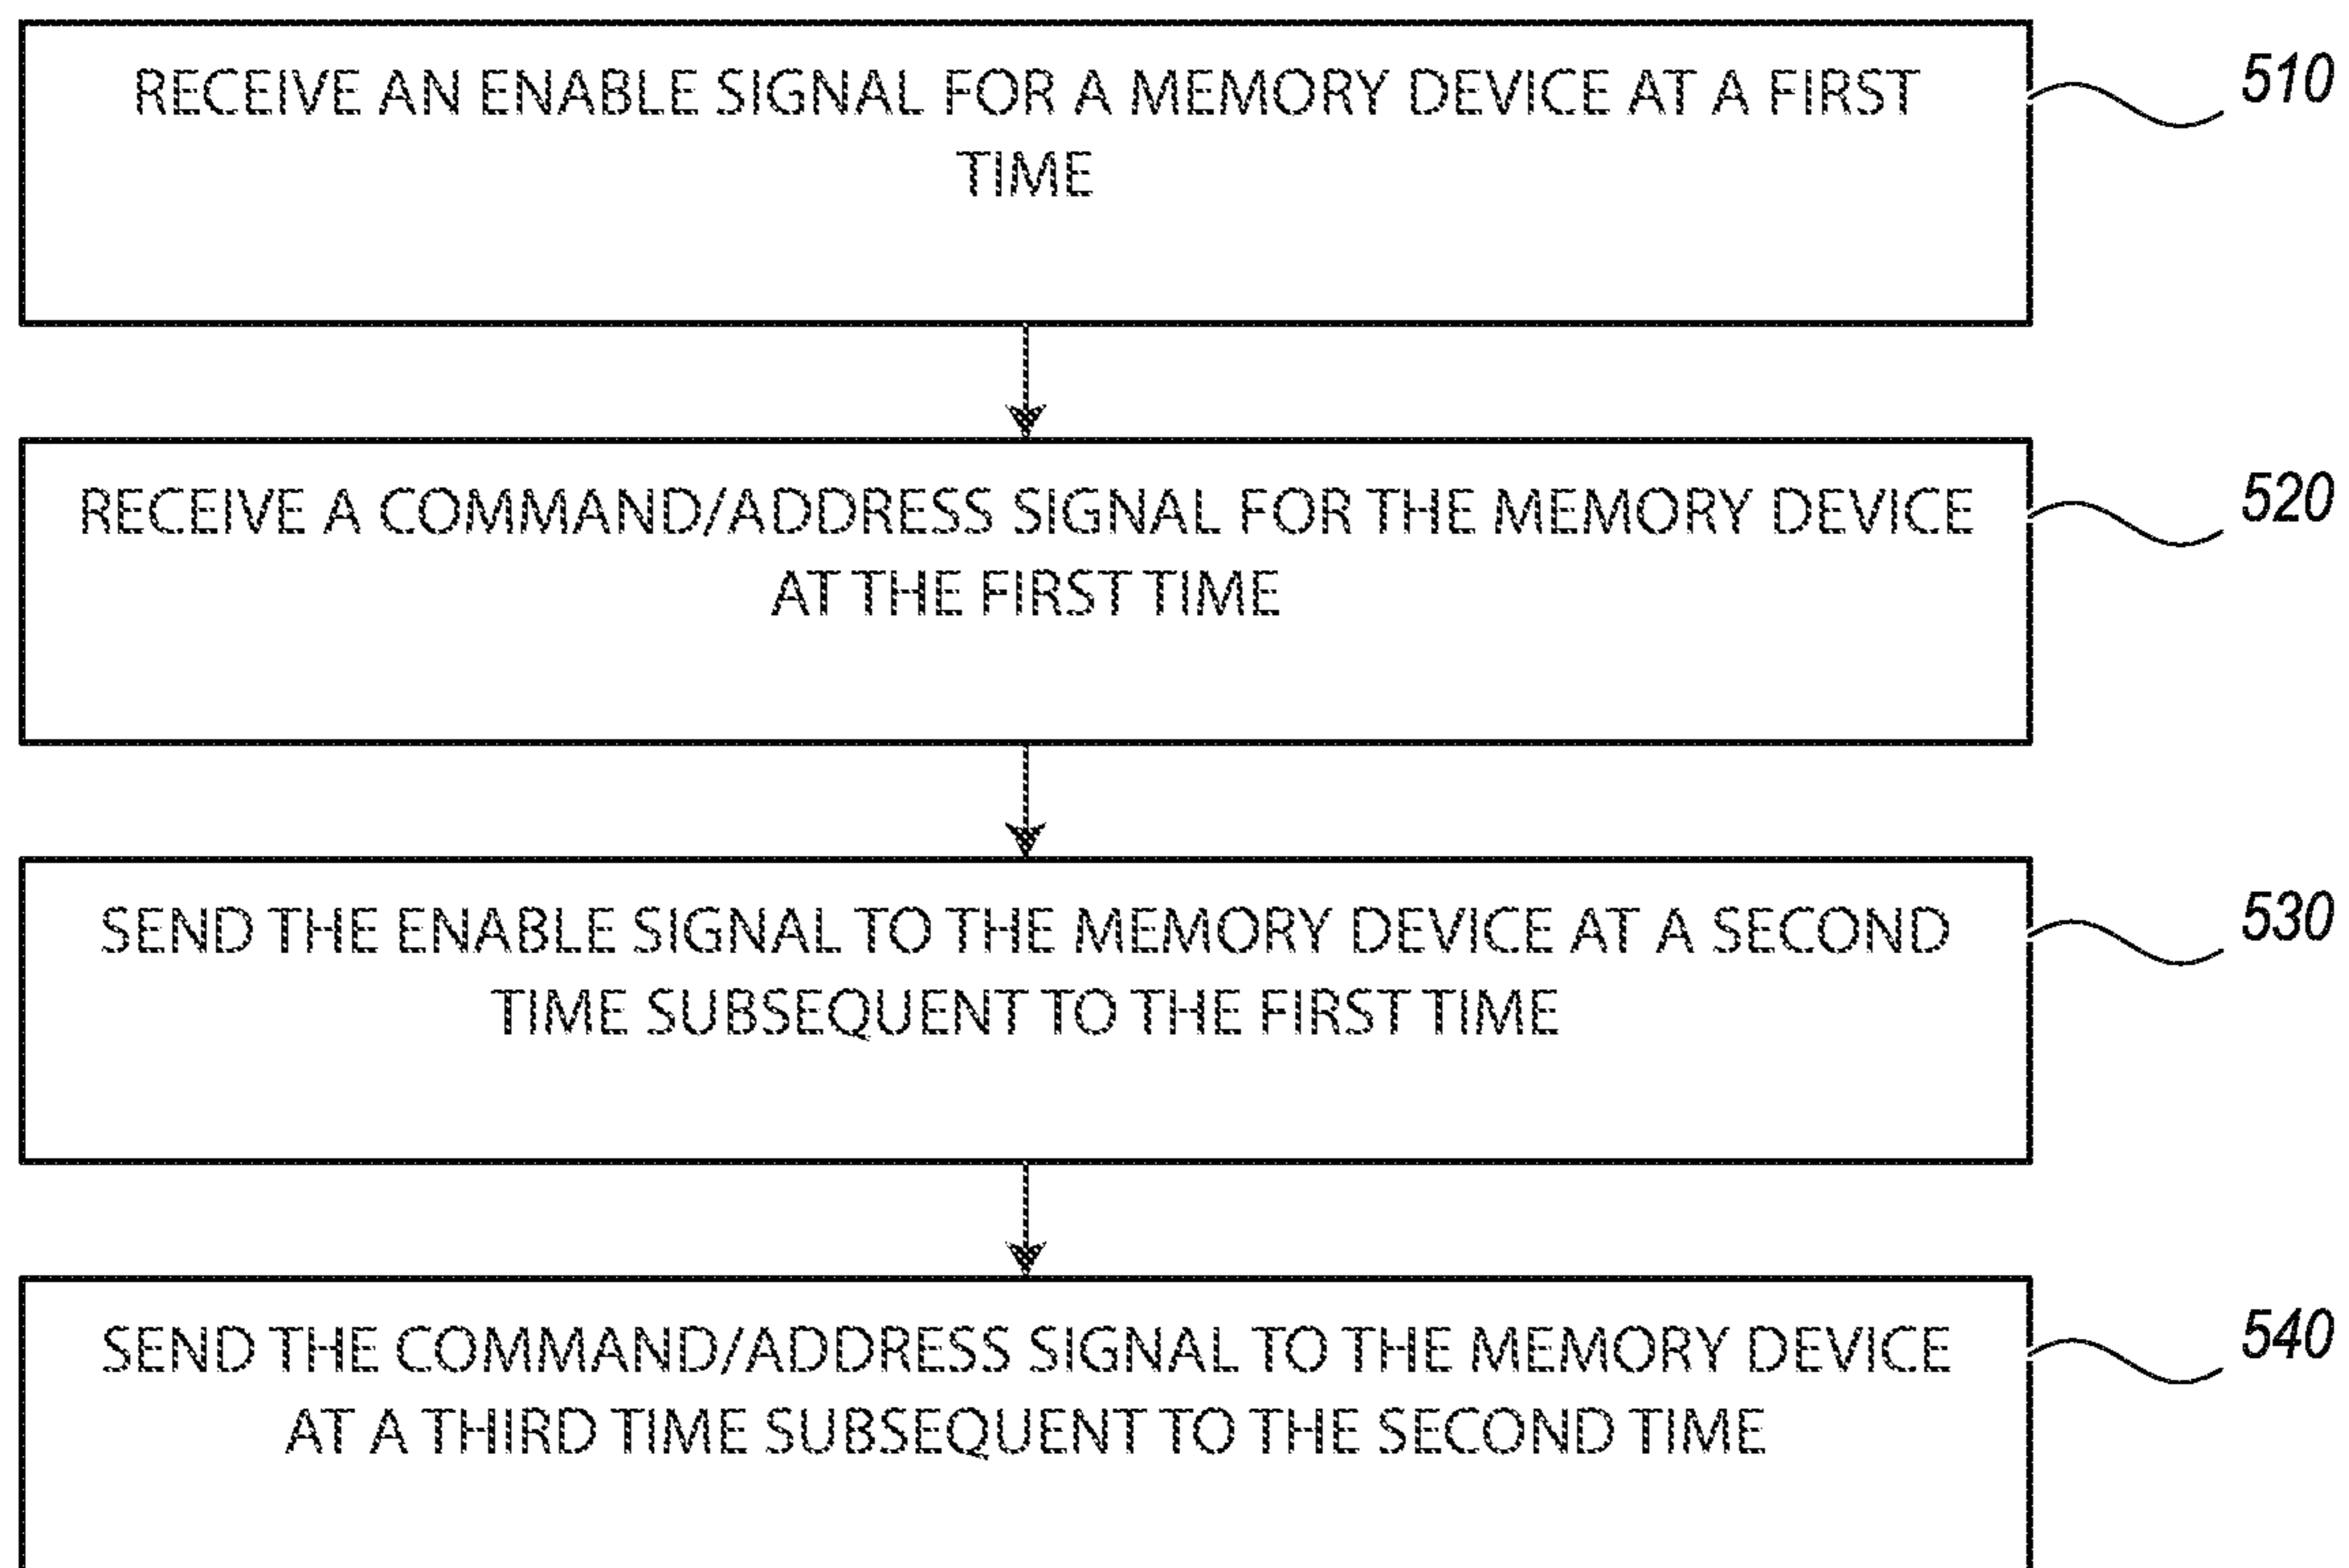 RECEIVE AN ENABLE SIGNAL FOR A MEMORY DEVICE AT A FIRST
TIME
510
RECEIVE A COMMAND/ADDRESS SIGNAL FOR THE MEMORY DEVICE
AT THE FIRST TIME
520
SEND THE ENABLE SIGNAL TO THE MEMORY DEVICE AT A SECOND
TIME SUBSEQUENT TO THE FIRST TIME
530
SEND THE COMMAND/ADDRESS SIGNAL TO THE MEMORY DEVICE
AT A THIRD TIME SUBSEQUENT TO THE SECOND TIME
540